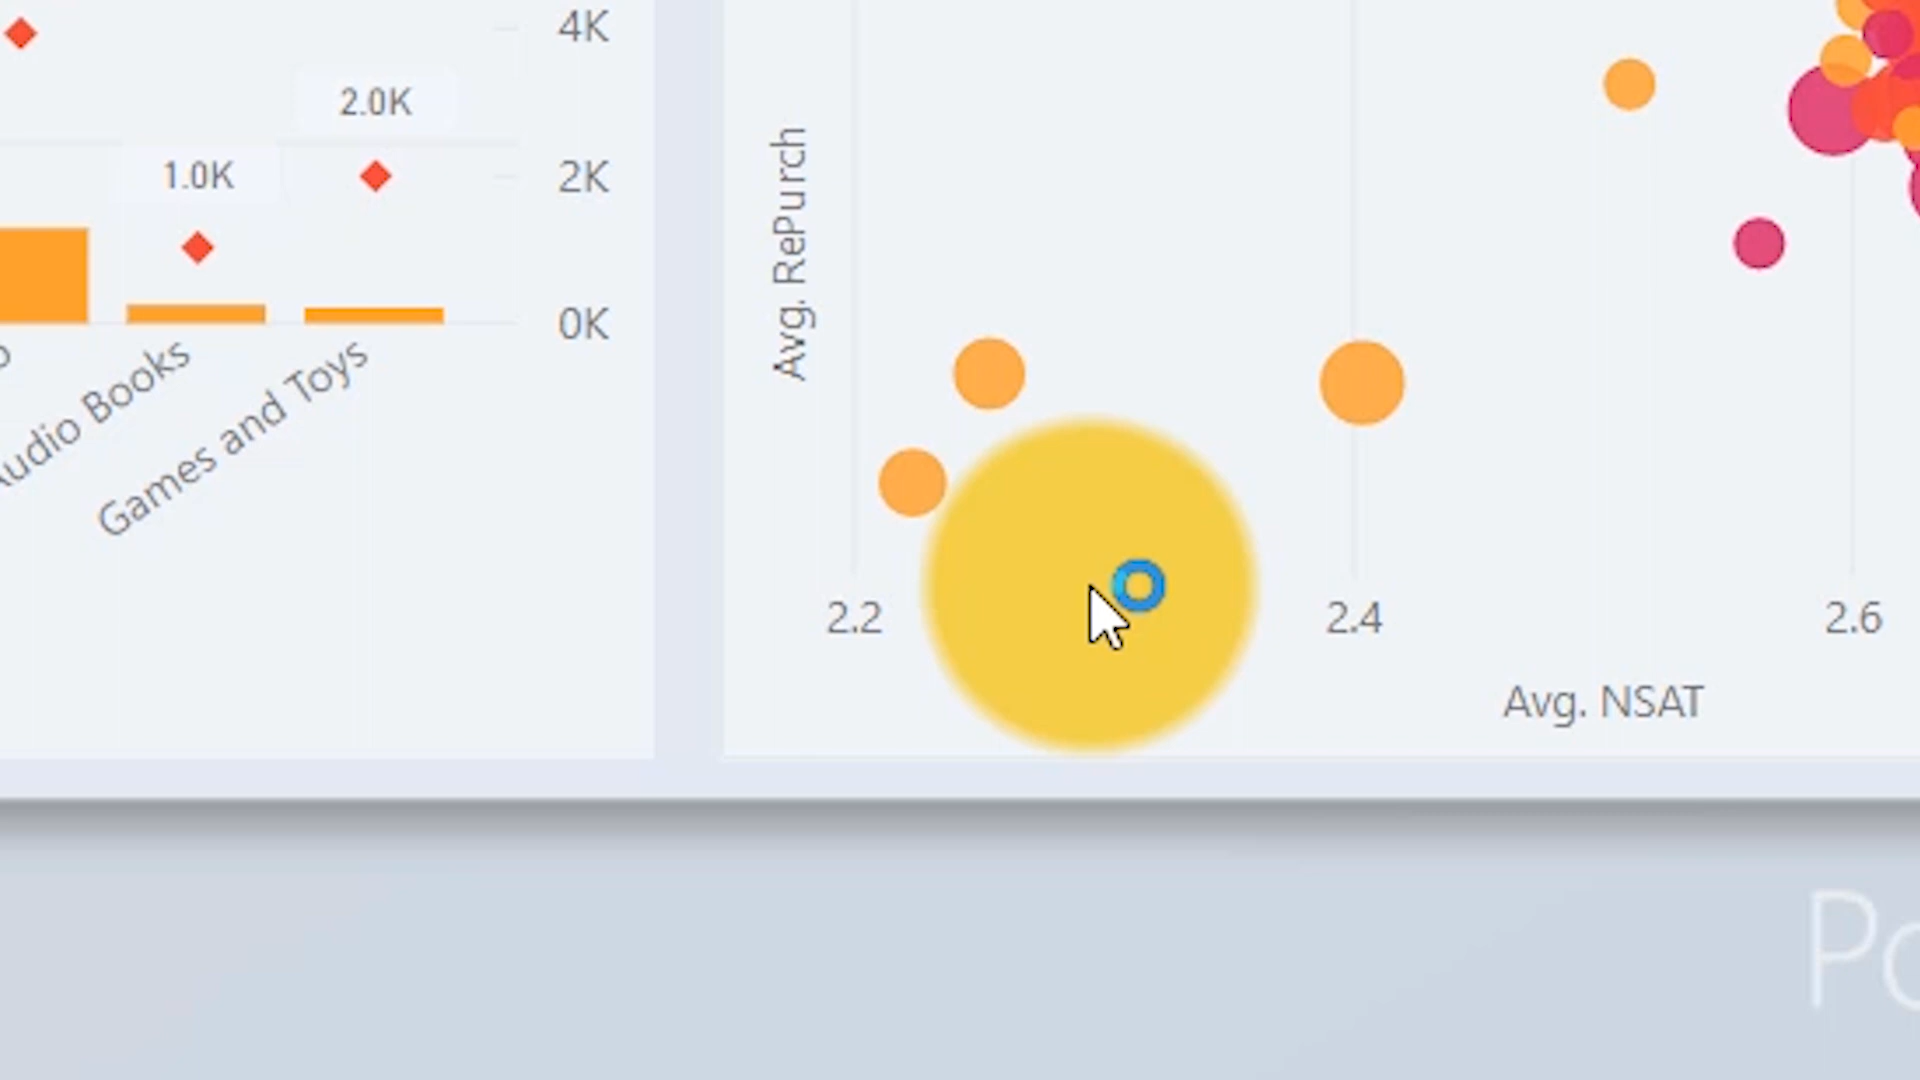 4K
2.0K
1.0K
2K
0K
Audio Books
Games and Toys
Avg. RePurch
2.2
2.4
2.6
Avg. NSAT